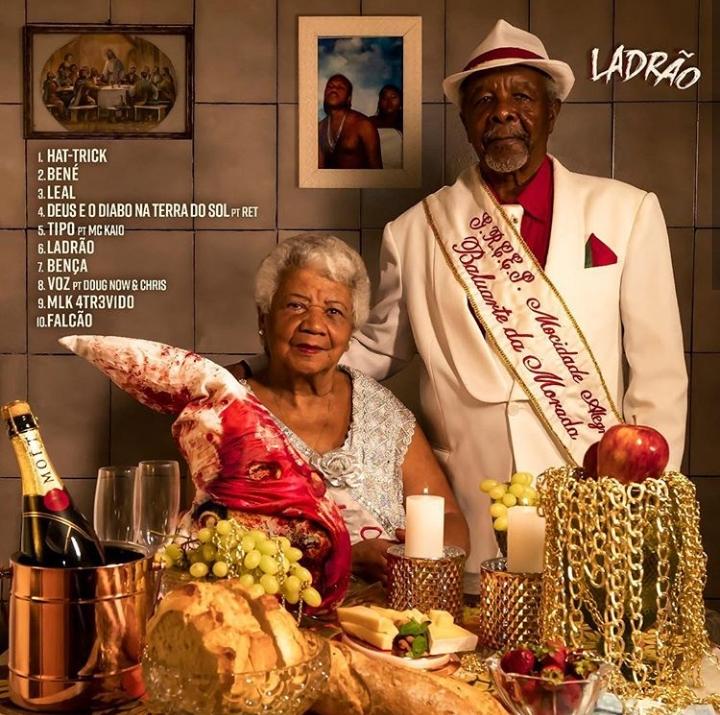 LADRÃO
1. HAT-TRICK
2. BENÉ
3. LEAL
4. DEUS E O DIABO NA TERRA DO SOL PT RET
5. TIPO PT MC KAIO
6. LADRÃO
7. BENÇA
8. VOZ PT DOUG NOW & CHRIS
9. MLK 4TR3VIDO
10. FALCÃO
G.R.C.E.S. Mocidade Aleg
Baluarte da Morada
MOËT